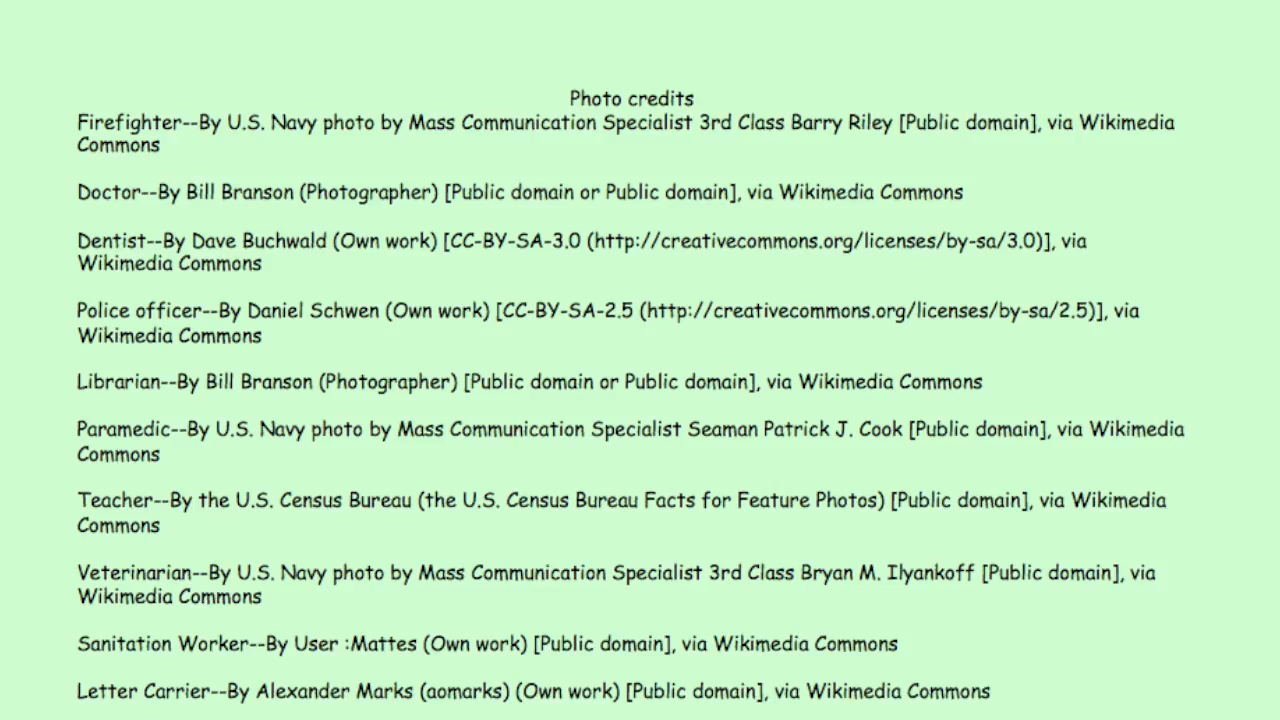 Photo credits
Firefighter--By U.S. Navy photo by Mass Communication Specialist 3rd Class Barry Riley [Public domain], via Wikimedia
Commons
Doctor--By Bill Branson (Photographer) [Public domain or Public domain], via Wikimedia Commons
Dentist--By Dave Buchwald (Own work) [CC-BY-SA-3.0 (http://creativecommons.org/licenses/by-sa/3.0)], via
Wikimedia Commons
Police officer--By Daniel Schwen (Own work) [CC-BY-SA-2.5 (http://creativecommons.org/licenses/by-sa/2.5)], via
Wikimedia Commons
Librarian--By Bill Branson (Photographer) [Public domain or Public domain], via Wikimedia Commons
Paramedic--By U.S. Navy photo by Mass Communication Specialist Seaman Patrick J. Cook [Public domain], via Wikimedia
Commons
Teacher--By the U.S. Census Bureau (the U.S. Census Bureau Facts for Feature Photos) [Public domain], via Wikimedia
Commons
Veterinarian--By U.S. Navy photo by Mass Communication Specialist 3rd Class Bryan M. Ilyankoff [Public domain], via
Wikimedia Commons
Sanitation Worker--By User :Mattes (Own work) [Public domain], via Wikimedia Commons
Letter Carrier--By Alexander Marks (aomarks) (Own work) [Public domain], via Wikimedia Commons